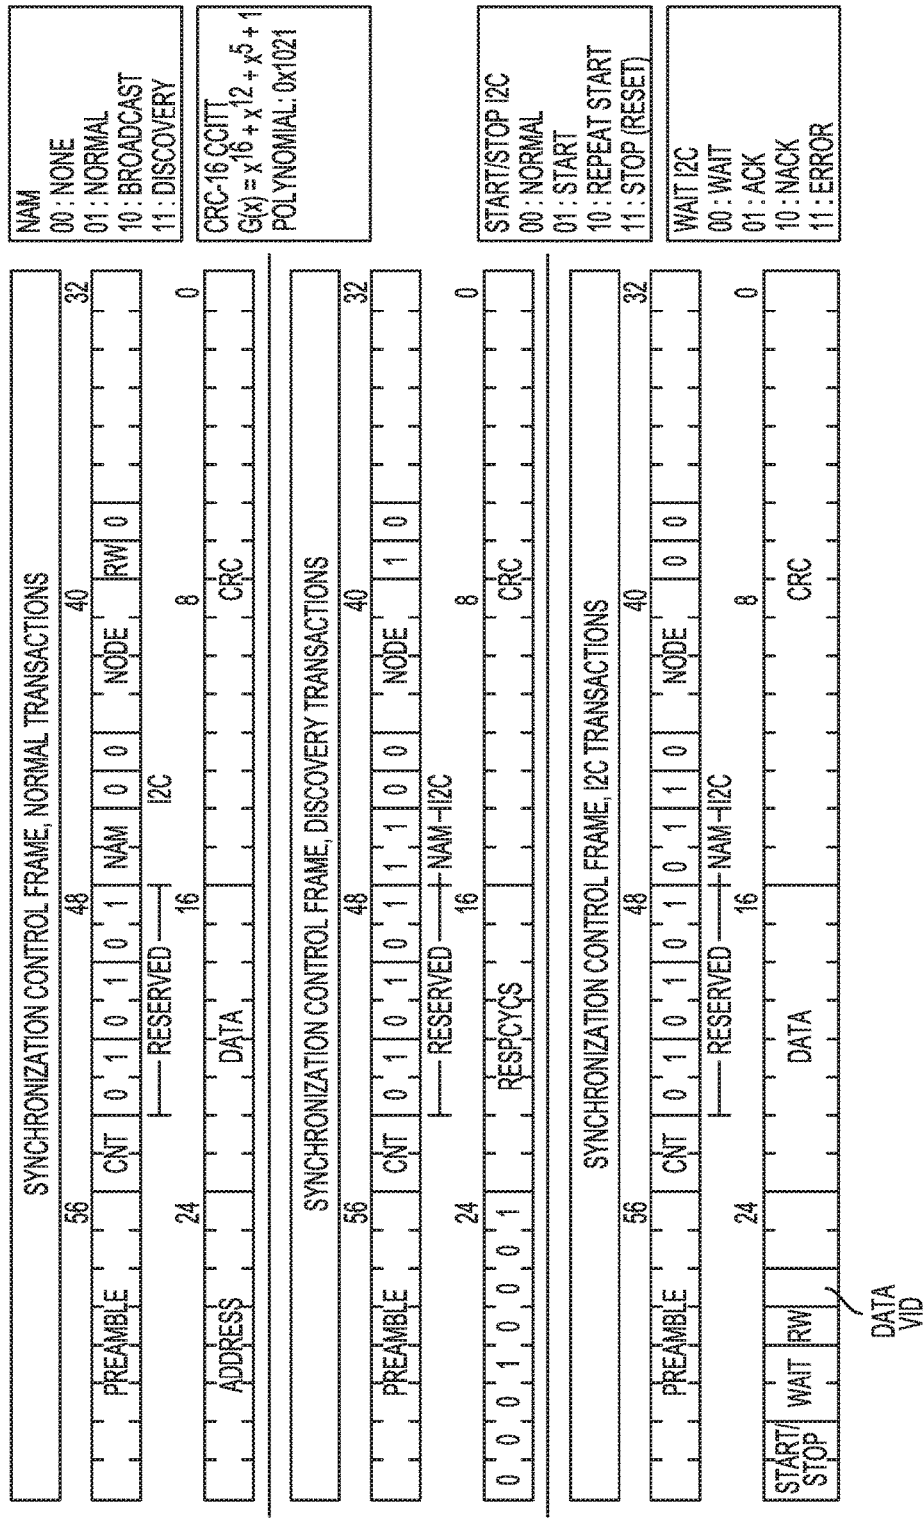 SYNCHRONIZATION CONTROL FRAME, NORMAL TRANSACTIONS
56 48 40 32
PREAMBLE CNT 0 1 0 1 0 1 NAM 0 0 NODE RW 0
RESERVED I2C
24 16 8 0
ADDRESS DATA CRC
NAM
00 : NONE
01 : NORMAL
10 : BROADCAST
11 : DISCOVERY
CRC-16 CCITT
G(x) = x^16 + x^12 + x^5 + 1
POLYNOMIAL: 0x1021
SYNCHRONIZATION CONTROL FRAME, DISCOVERY TRANSACTIONS
56 48 40 32
PREAMBLE CNT 0 1 0 1 0 1 1 1 0 0 NODE 1 0
RESERVED NAM I2C
24 16 8 0
0 0 0 1 0 0 0 1 RESPCYCS CRC
START/STOP I2C
00 : NORMAL
01 : START
10 : REPEAT START
11 : STOP (RESET)
SYNCHRONIZATION CONTROL FRAME, I2C TRANSACTIONS
56 48 40 32
PREAMBLE CNT 0 1 0 1 0 1 0 1 1 0 NODE 0 0
RESERVED NAM I2C
24 16 8 0
START/
STOP WAIT RW DATA CRC
DATA
VID
WAIT I2C
00 : WAIT
01 : ACK
10 : NACK
11 : ERROR